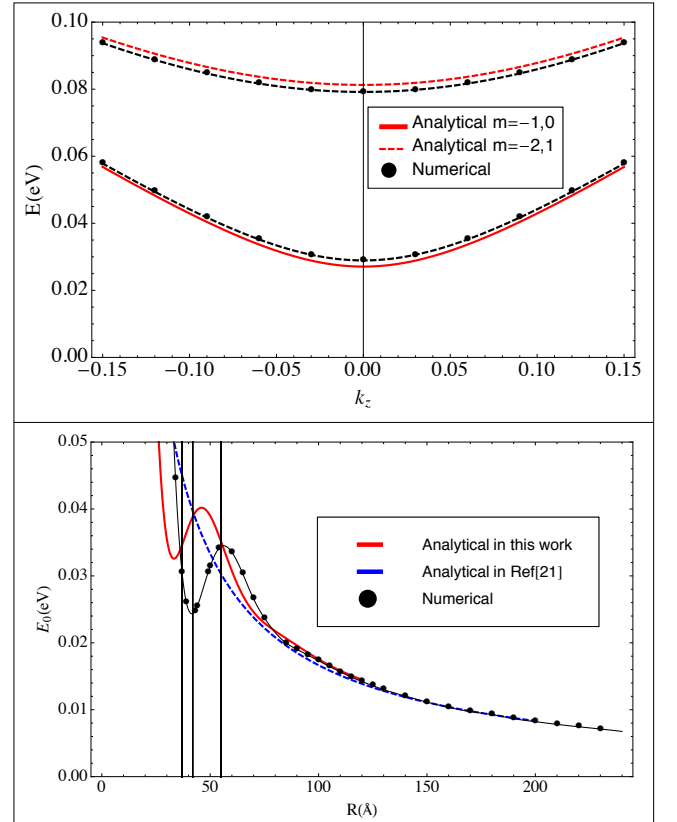 0.10
0.08
0.06
0.04
0.02
0.00
E(eV)
Analytical m=−1,0
Analytical m=−2,1
Numerical
−0.15 −0.10 −0.05 0.00 0.05 0.10 0.15
k_z
0.05
0.04
0.03
0.02
0.01
0.00
E_0(eV)
Analytical in this work
Analytical in Ref[21]
Numerical
0 50 100 150 200
R(Å)